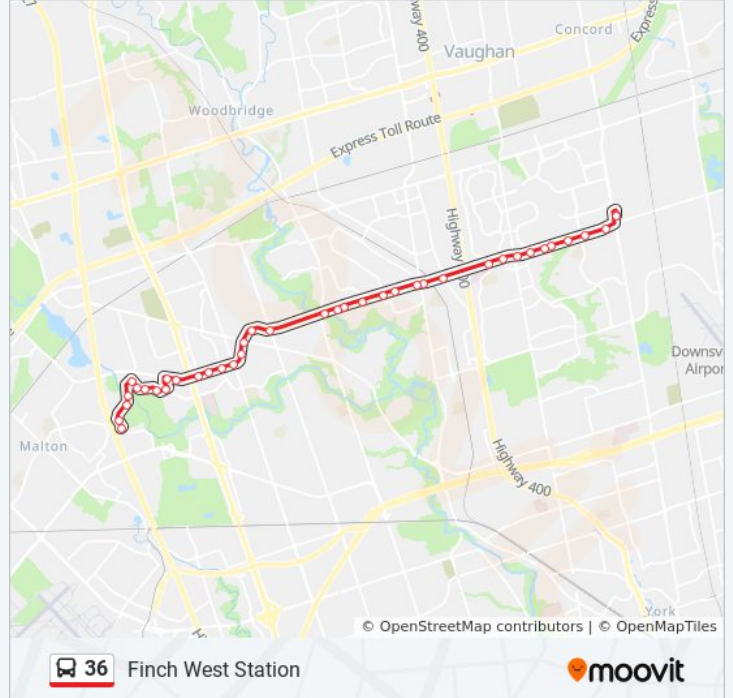 way 400
Express
Concord
Vaughan
Woodbridge
Express Toll Route
Highway 400
Downsv
Airpor
Malton
Highway 400
York
H
© OpenStreetMap contributors | © OpenMapTiles
36 Finch West Station
moovit